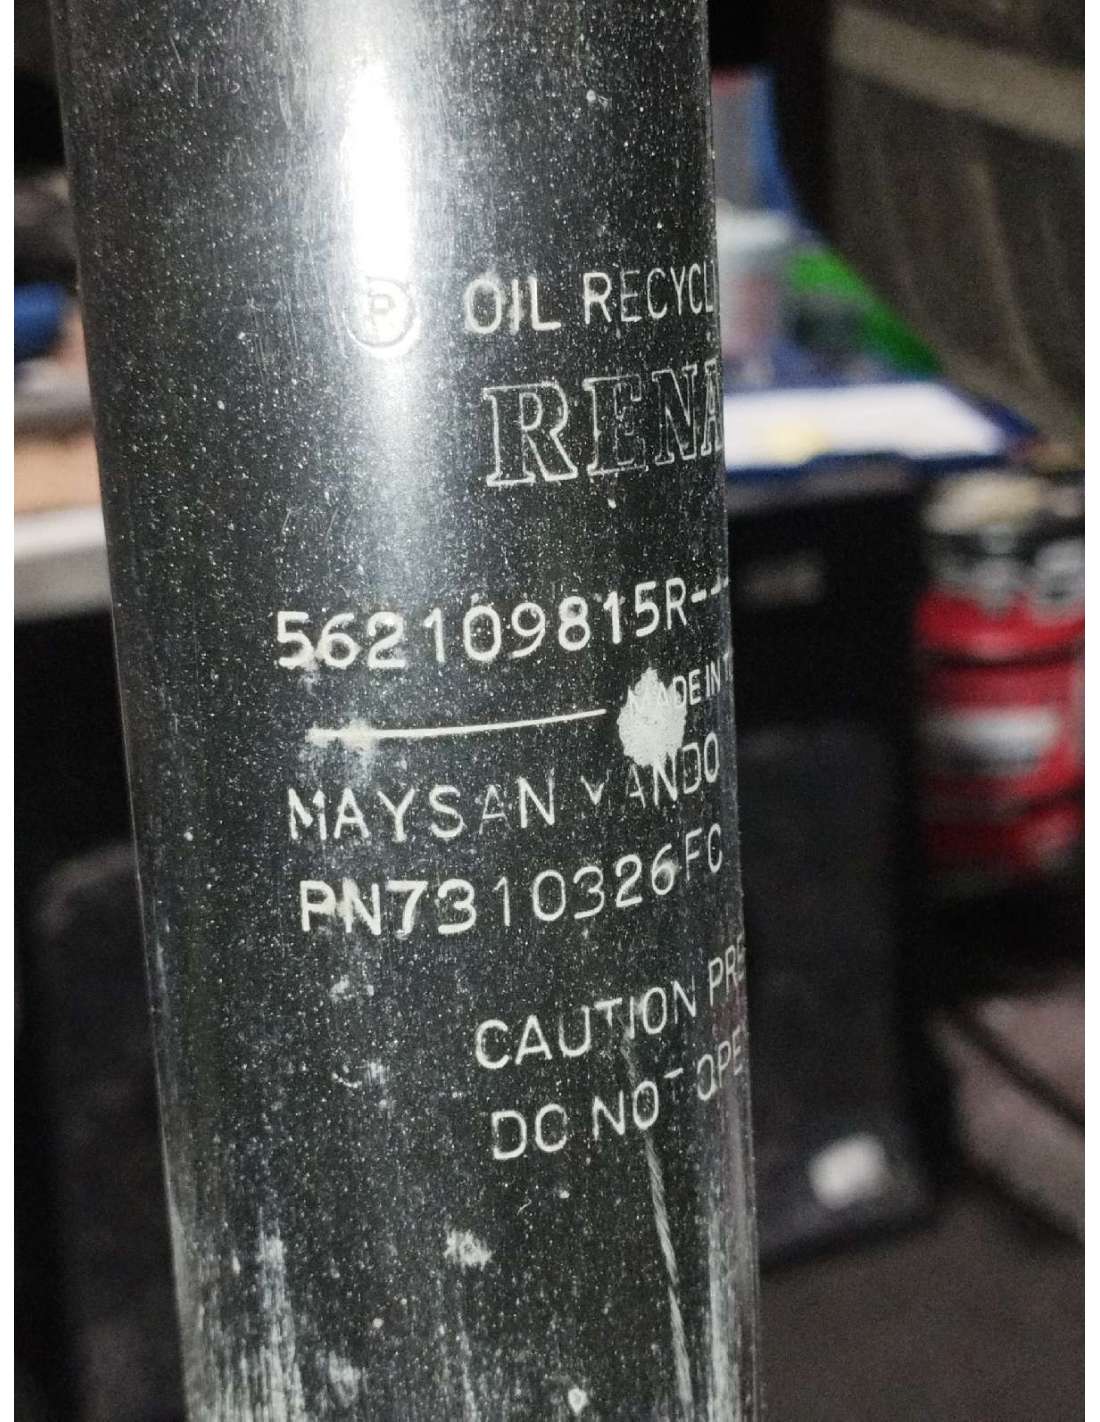 Ⓡ OIL RECYCL
RENA
562109815R--
MADE IN T
MAYSAN MANDO
PN7310326FC
CAUTION PRE
DO NOT OPE